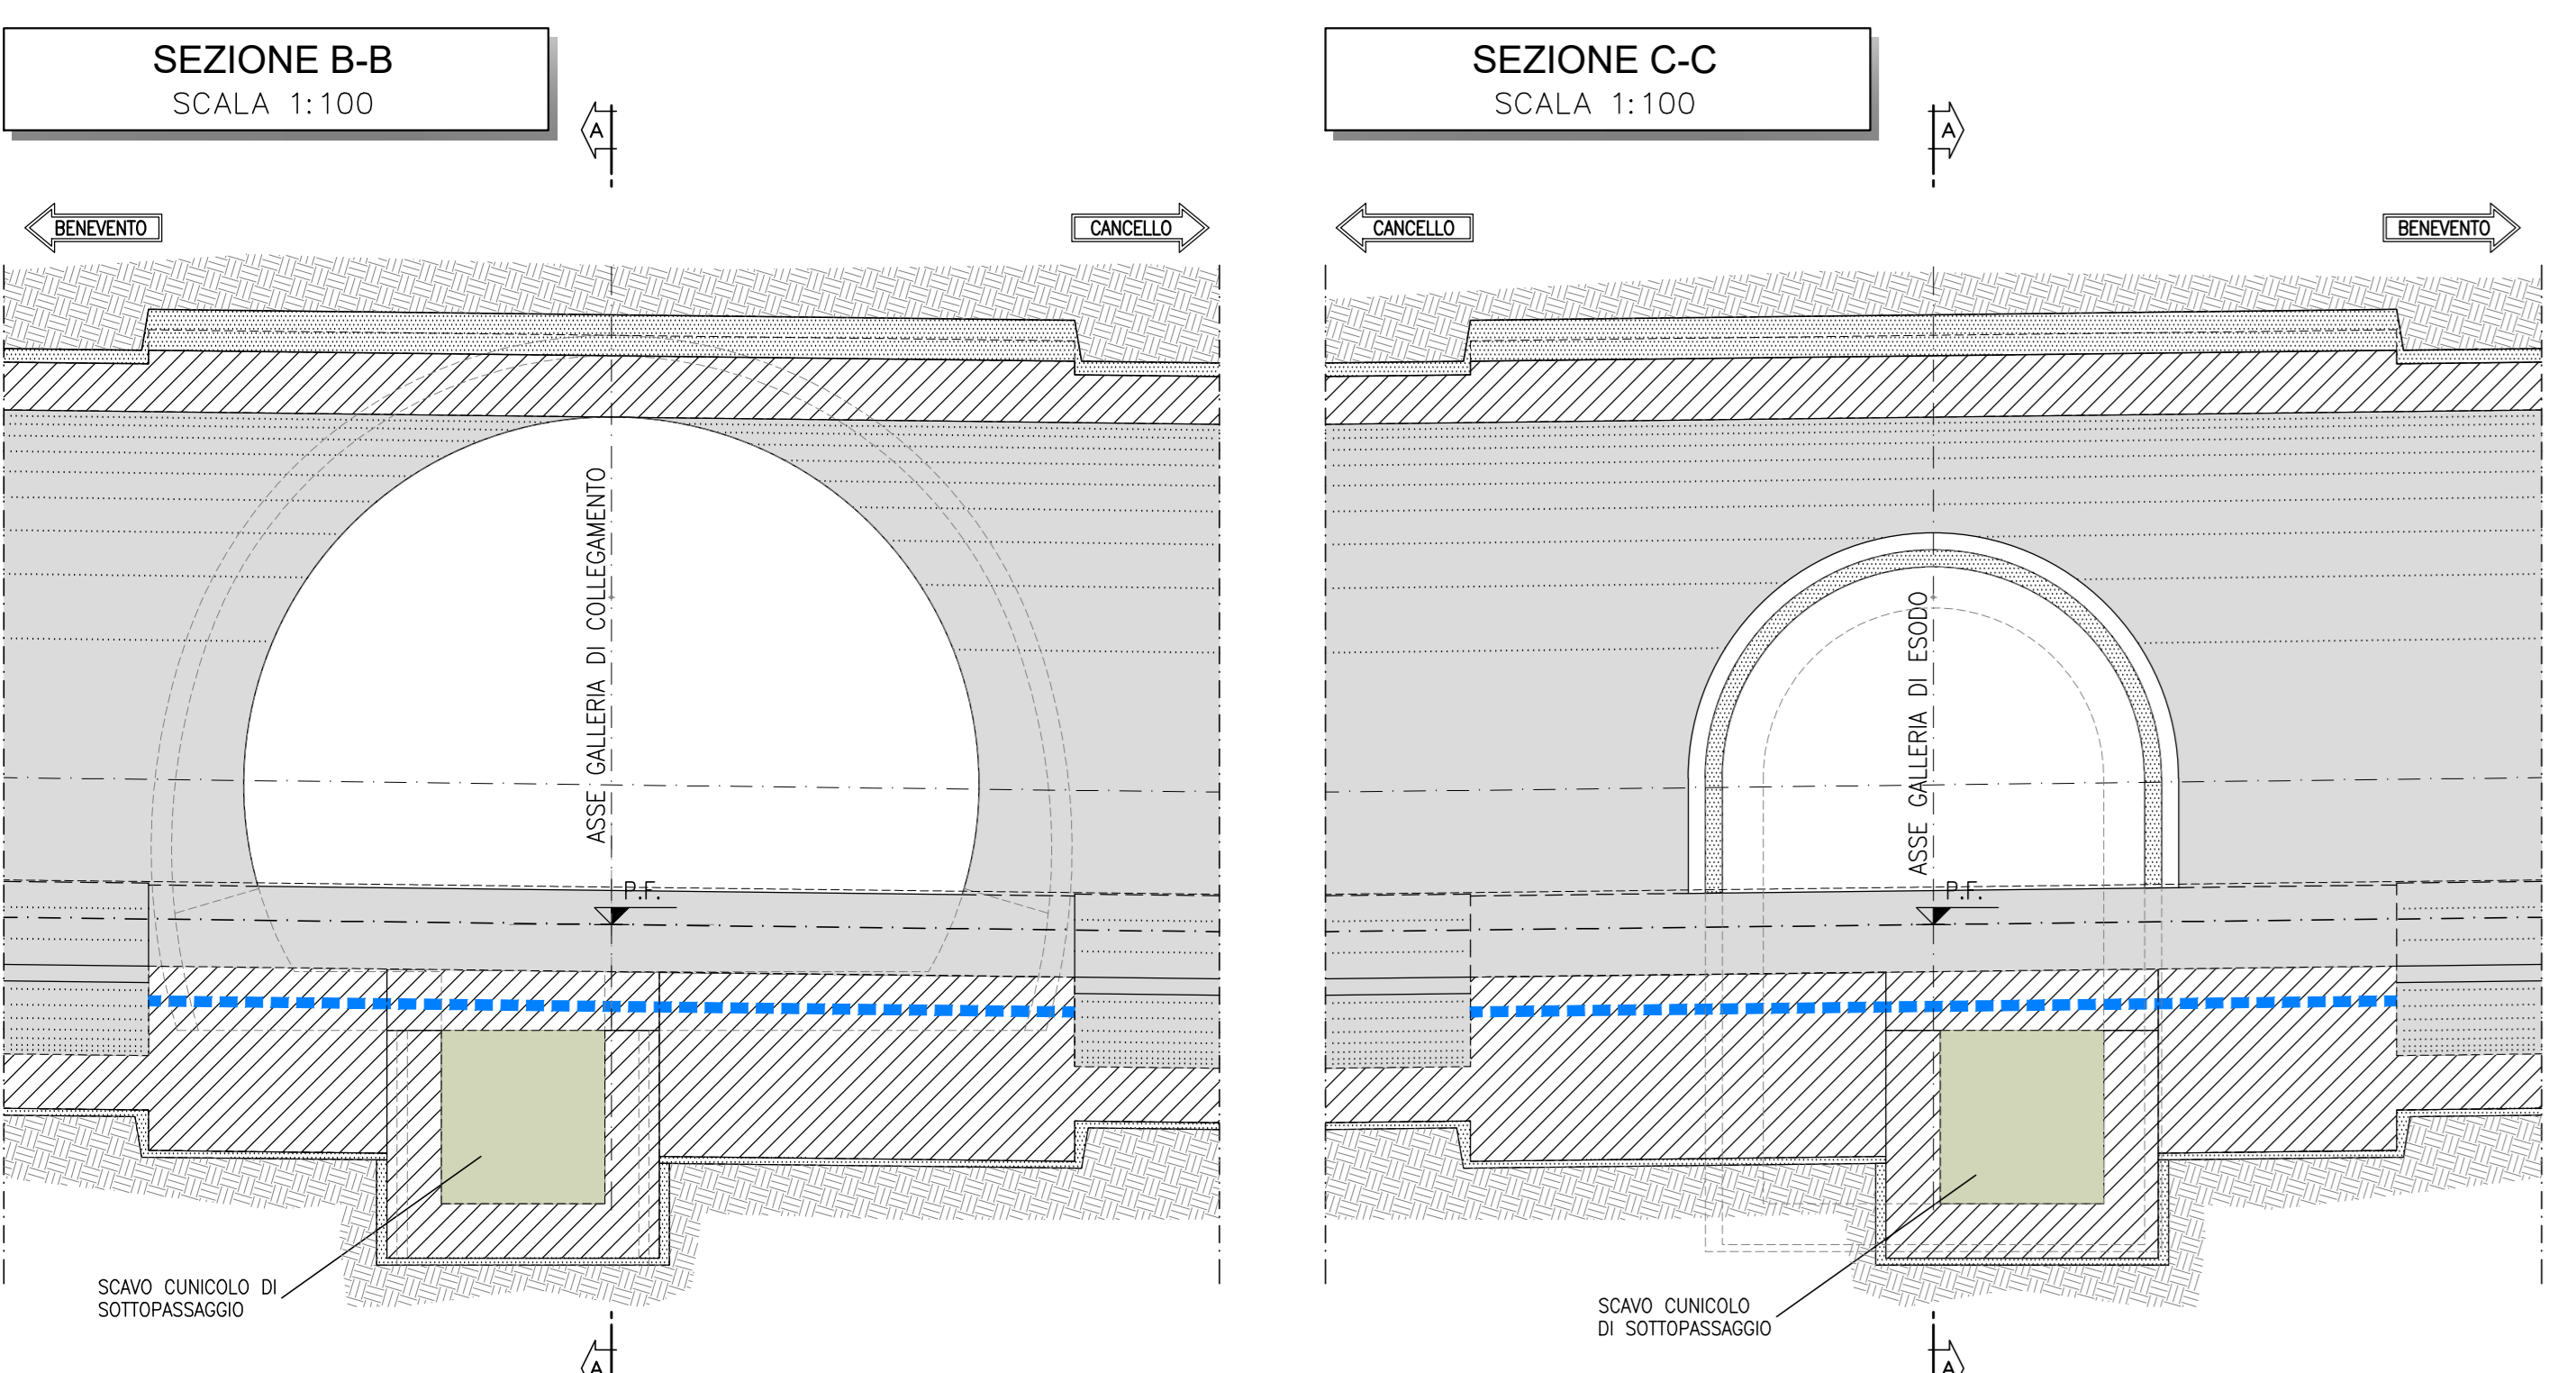 SEZIONE B-B
SCALA 1:100
A
BENEVENTO
CANCELLO
ASSE GALLERIA DI COLLEGAMENTO
P.F.
SCAVO CUNICOLO DI
SOTTOPASSAGGIO
A
SEZIONE C-C
SCALA 1:100
A
CANCELLO
BENEVENTO
ASSE GALLERIA DI ESODO
P.F.
SCAVO CUNICOLO
DI SOTTOPASSAGGIO
A